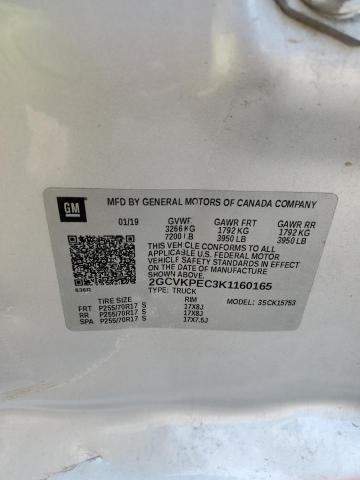 GM
MFD BY GENERAL MOTORS OF CANADA COMPANY
01/19 GVWR GAWR FRT GAWR RR
3266 KG 1792 KG 1792 KG
7200 LB 3950 LB 3950 LB
THIS VEHICLE CONFORMS TO ALL APPLICABLE U.S. FEDERAL MOTOR
VEHICLE SAFETY STANDARDS IN EFFECT ON
THE DATE OF MANUFACTURE SHOWN ABOVE.
2GCVKPEC3K1160165
TYPE: TRUCK
TIRE SIZE RIM MODEL: 35CK15753
FRT P255/70R17 S 17X8J
RR P255/70R17 S 17X8J
SPA P255/70R17 S 17X7.5J